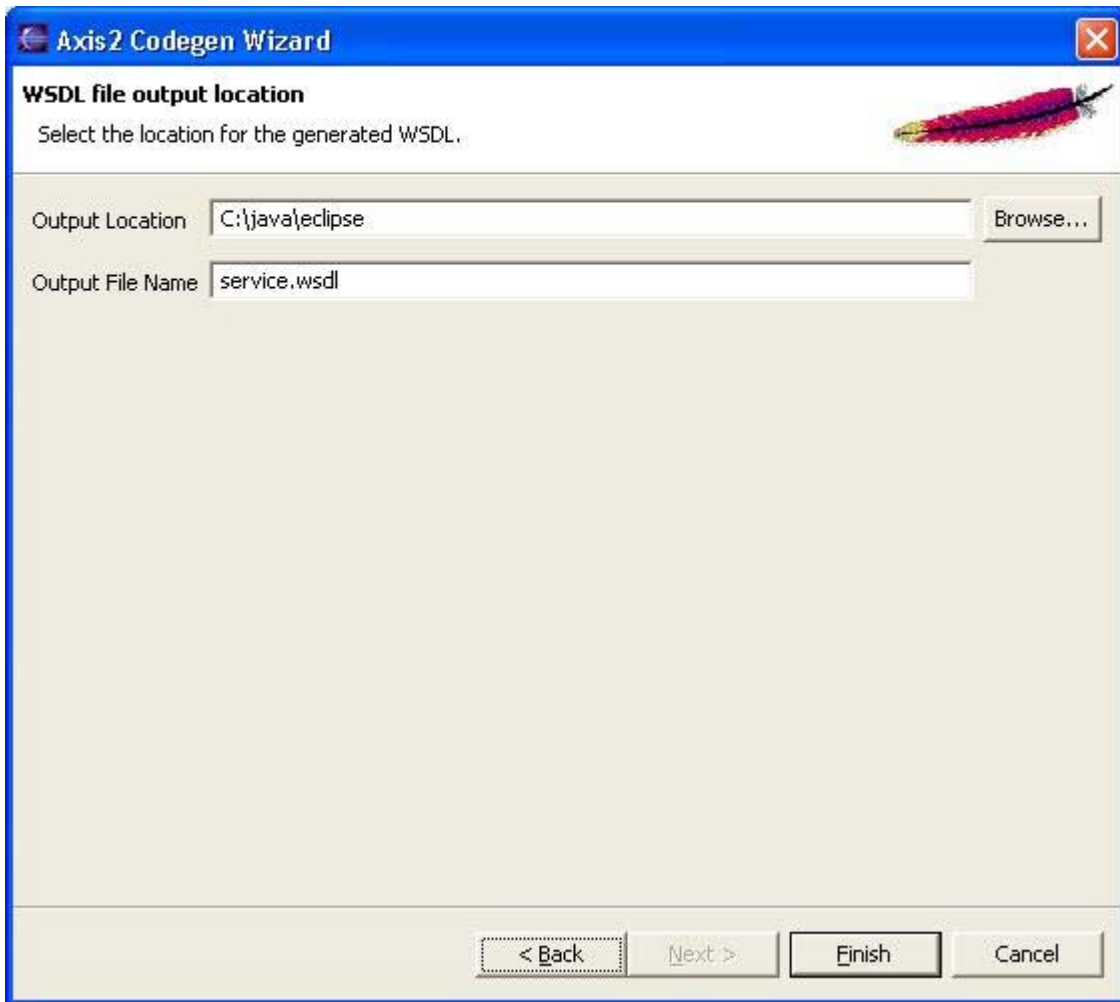 Axis2 Codegen Wizard
WSDL file output location
Select the location for the generated WSDL.
Output Location C:\java\eclipse Browse...
Output File Name service.wsdl
< Back Next > Finish Cancel